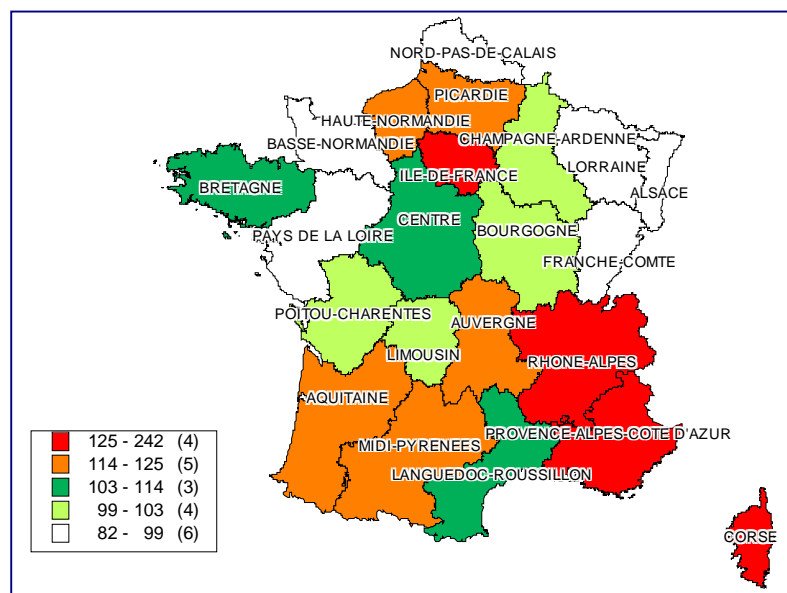 NORD-PAS-DE-CALAIS
PICARDIE
HAUTE-NORMANDIE
BASSE-NORMANDIE
CHAMPAGNE-ARDENNE
LORRAINE
ILE-DE-FRANCE
ALSACE
BRETAGNE
CENTRE
PAYS DE LA LOIRE
BOURGOGNE
FRANCHE-COMTE
POITOU-CHARENTES
AUVERGNE
LIMOUSIN
RHONE-ALPES
AQUITAINE
PROVENCE-ALPES-COTE D'AZUR
MIDI-PYRENEES
LANGUEDOC-ROUSSILLON
CORSE
125 - 242 (4)
114 - 125 (5)
103 - 114 (3)
99 - 103 (4)
82 - 99 (6)